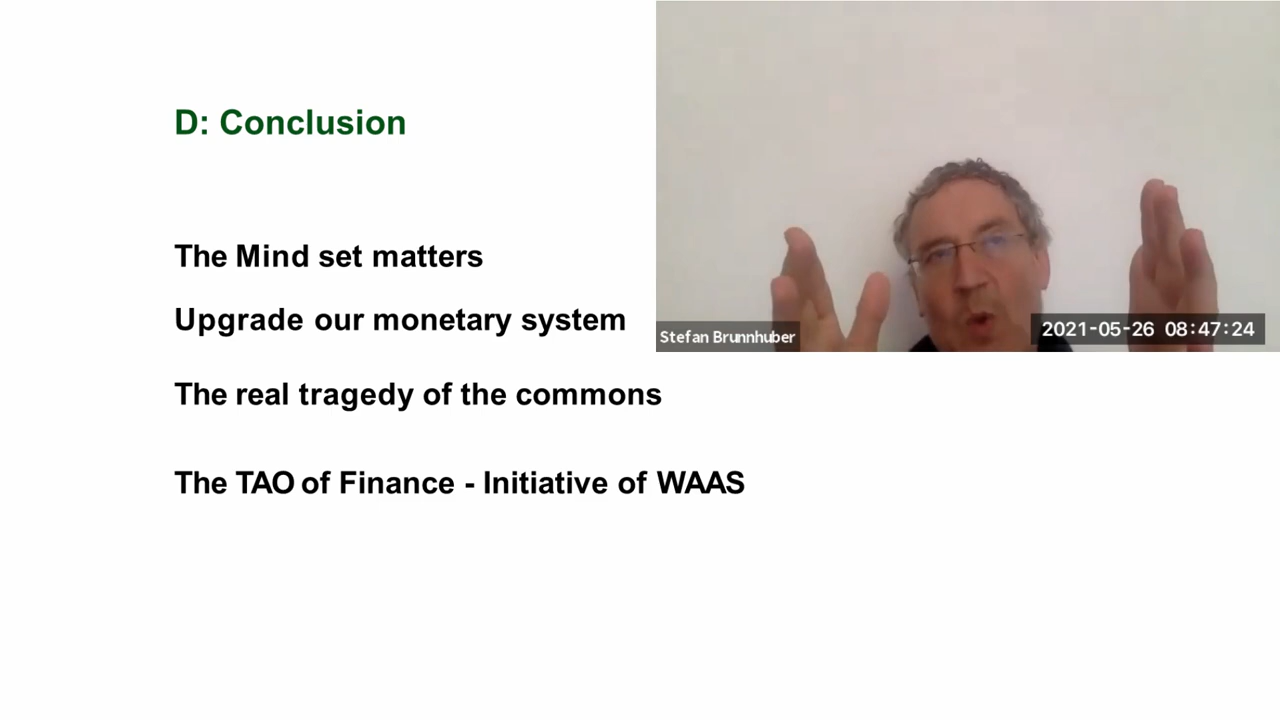 D: Conclusion
The Mind set matters
Upgrade our monetary system
Stefan Brunnhuber
2021-05-26 08:47:24
The real tragedy of the commons
The TAO of Finance - Initiative of WAAS